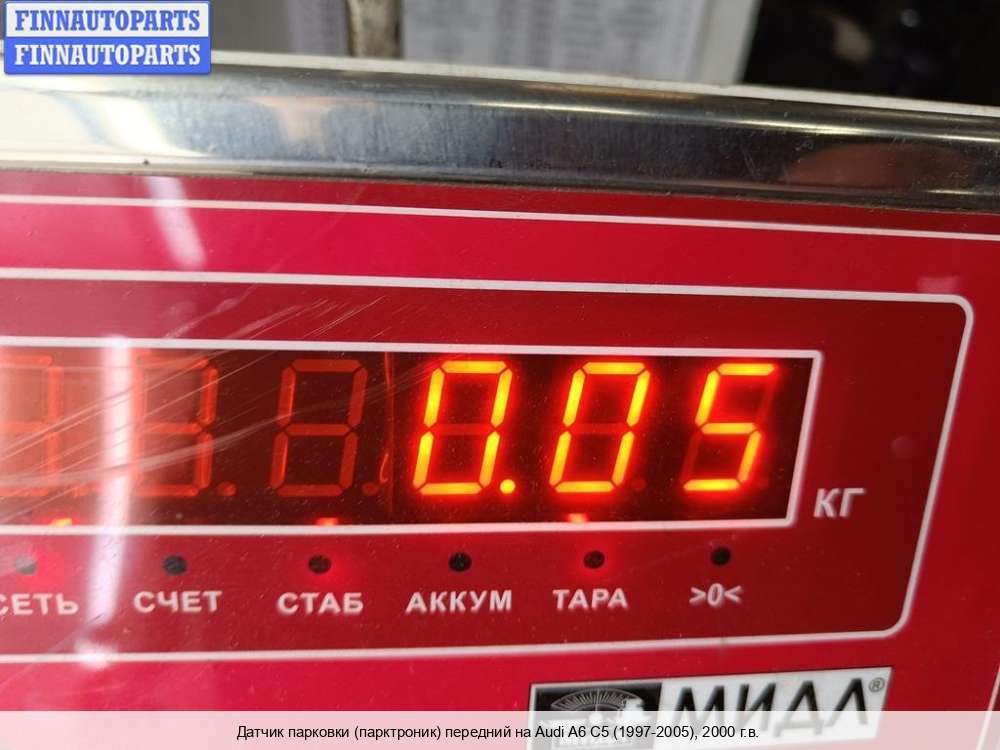 FINNAUTOPARTS
FINNAUTOPARTS
0.05
КГ
СЕТЬ СЧЕТ СТАБ АККУМ ТАРА >0<
МИДЛ®
Датчик парковки (парктроник) передний на Audi A6 C5 (1997-2005), 2000 г.в.